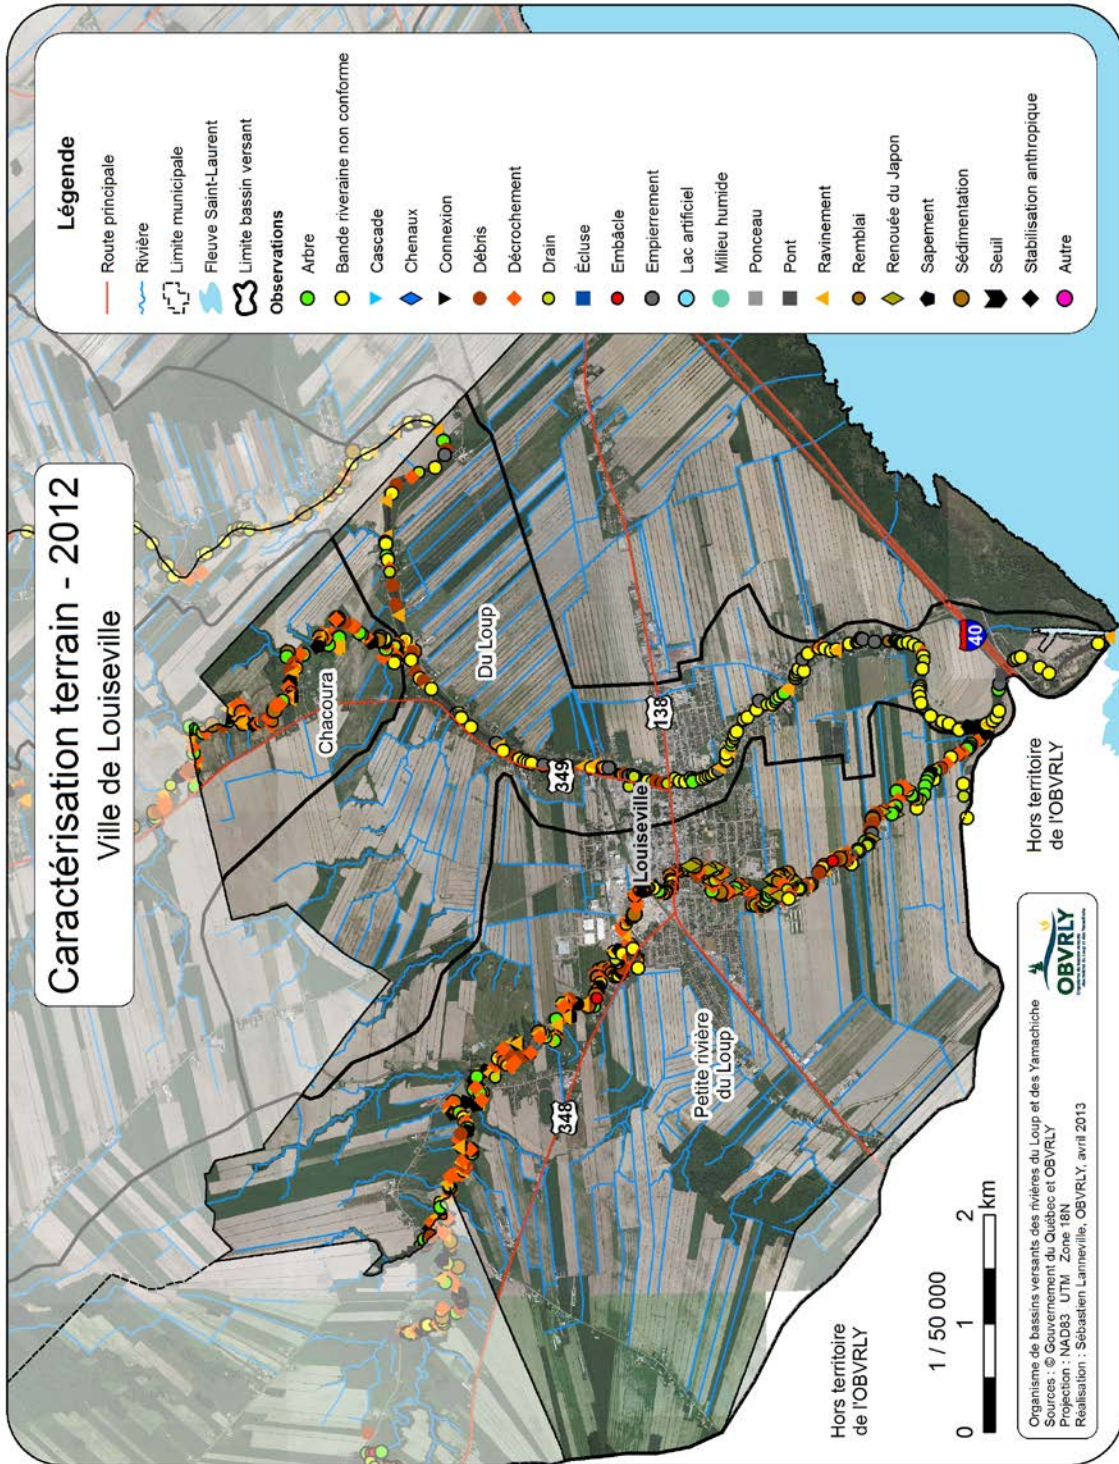 Caractérisation terrain - 2012
Ville de Louiseville
Légende
Route principale
Rivière
Limite municipale
Fleuve Saint-Laurent
Limite bassin versant
Observations
Arbre
Bande riveraine non conforme
Cascade
Chenaux
Connexion
Débris
Décrochement
Drain
Écluse
Embâcle
Empierrement
Lac artificiel
Milieu humide
Ponceau
Pont
Ravinement
Remblai
Renouée du Japon
Sapement
Sédimentation
Seuil
Stabilisation anthropique
Autre
Chacoura
Du Loup
349
138
348
40
Louiseville
Petite rivière
du Loup
Hors territoire
de l'OBVRLY
Hors territoire
de l'OBVRLY
1 / 50 000
0 1 2
km
Organisme de bassins versants des rivières du Loup et des Yamachiche
Sources : © Gouvernement du Québec et OBVRLY
Projection : NAD83 UTM Zone 18N
Réalisation : Sébastien Lanneville, OBVRLY, avril 2013
OBVRLY